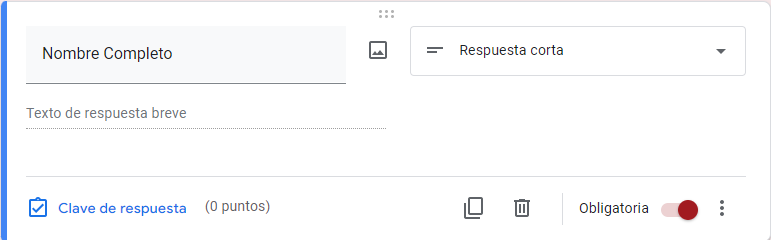 Nombre Completo
Respuesta corta
Texto de respuesta breve
Clave de respuesta (0 puntos)
Obligatoria